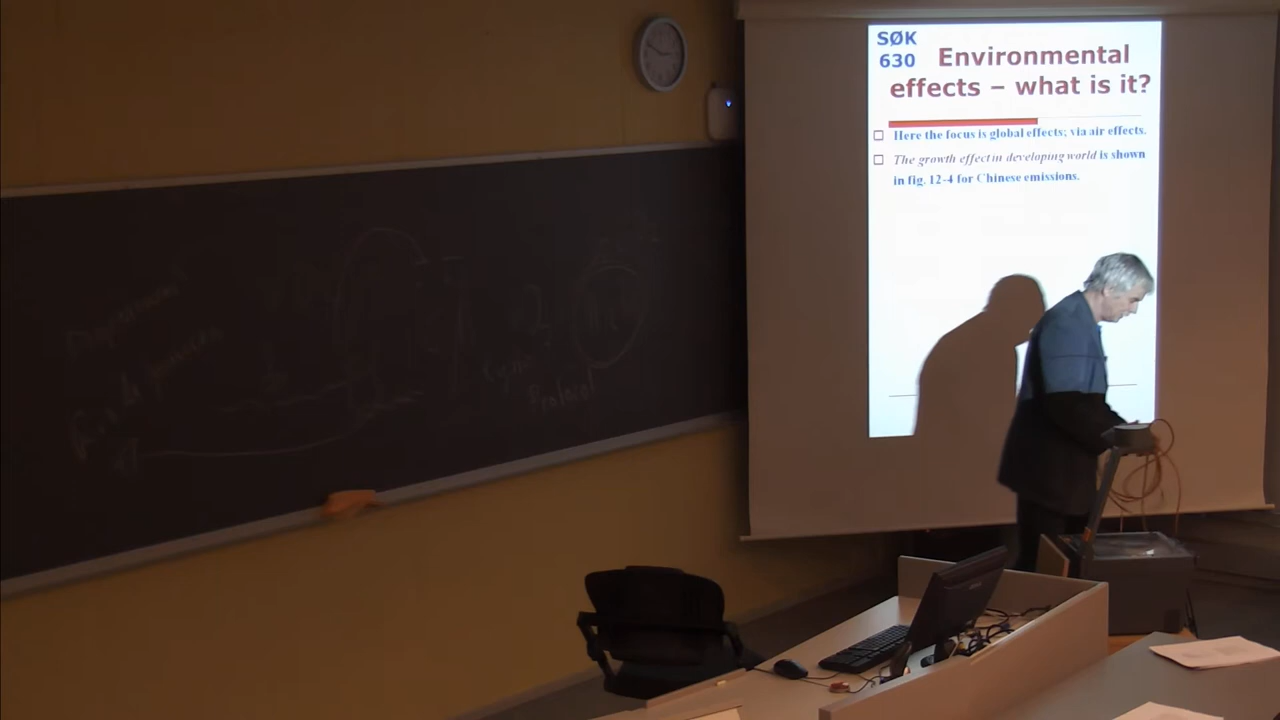 SØK
630
Environmental
effects – what is it?
Here the focus is global effects; via air effects.
The growth effect in developing world is shown
in fig. 12-4 for Chinese emissions.
Protocol